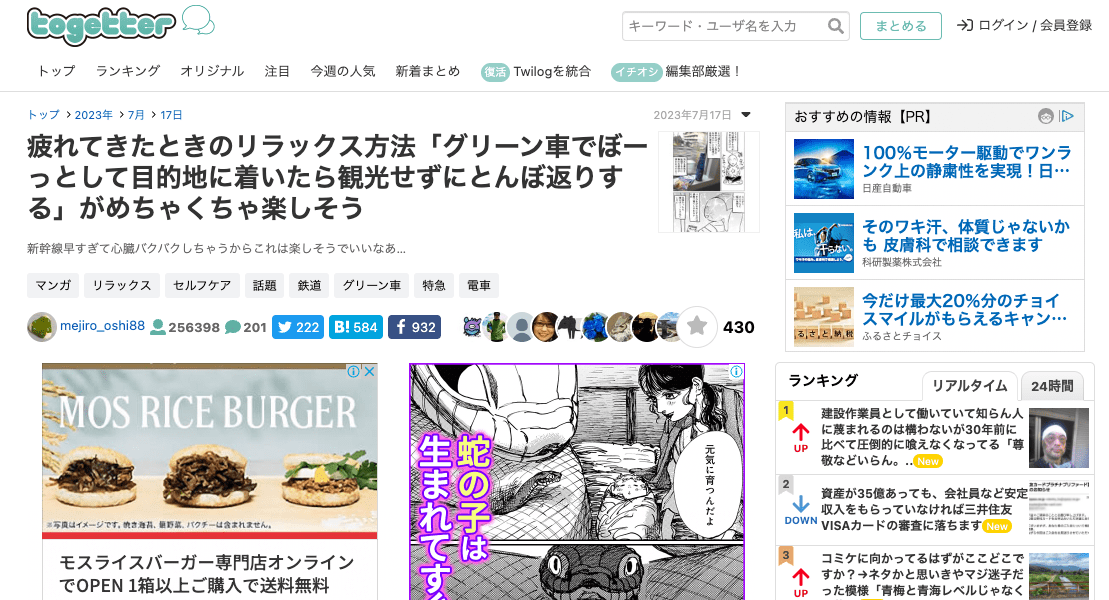 togetter
キーワード・ユーザ名を入力
まとめる
ログイン / 会員登録
トップ
ランキング
オリジナル
注目
今週の人気
新着まとめ
復活 Twilogを統合
イチオシ 編集部厳選！
トップ > 2023年 > 7月 > 17日
2023年7月17日
疲れてきたときのリラックス方法「グリーン車でぼー
っとして目的地に着いたら観光せずにとんぼ返りす
る」がめちゃくちゃ楽しそう
新幹線早すぎて心臓バクバクしちゃうからこれは楽しそうでいいなあ...
マンガ
リラックス
セルフケア
話題
鉄道
グリーン車
特急
電車
mejiro_oshi88 256398 201 222 B! 584 932 430
MOS RICE BURGER
※写真はイメージです。焼き海苔、龍野菜、パクチーは含まれません。
モスライスバーガー専門店オンライン
でOPEN 1箱以上ご購入で送料無料
元気に育つんだよ
蛇の子は
生まれてすぐ
おすすめの情報【PR】
100%モーター駆動でワンラ
ンク上の静粛性を実現！日…
日産自動車
私は、
そのワキ汗、体質じゃないか
も 皮膚科で相談できます
科研製薬株式会社
ふるさと納税
今だけ最大20%分のチョイ
スマイルがもらえるキャン…
ふるさとチョイス
ランキング
リアルタイム
24時間
1
UP
建設作業員として働いていて知らん人
に蔑まれるのは構わないが30年前に
比べて圧倒的に喰えなくなってる「尊
敬などいらん。.. New
2
DOWN
資産が35億あっても、会社員など安定
収入をもらっていなければ三井住友
VISAカードの審査に落ちます New
3
UP
コミケに向かってるはずがここどこで
すか？→ネタかと思いきやマジ迷子だ
った模様「青梅と青海レベルじゃなく